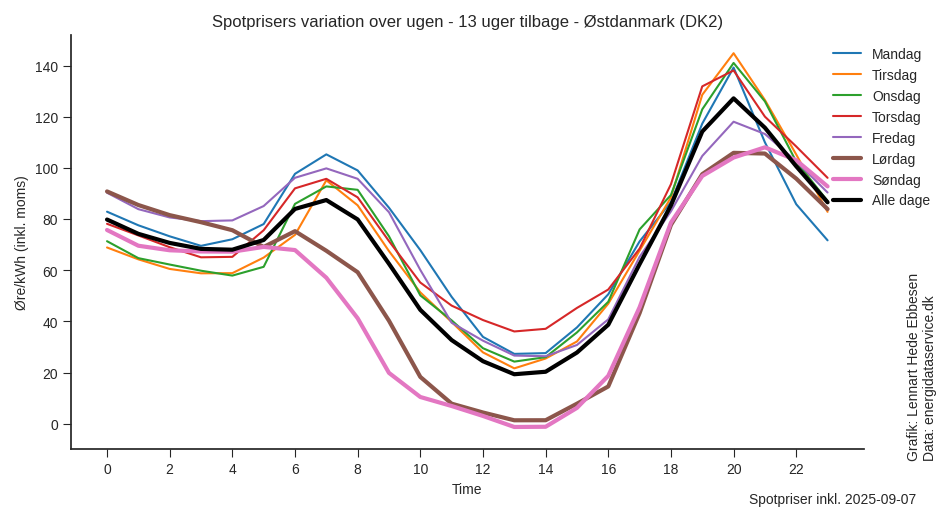 Spotprisers variation over ugen - 13 uger tilbage - Østdanmark (DK2)
Øre/kWh (inkl. moms)
140
120
100
80
60
40
20
0
0 2 4 6 8 10 12 14 16 18 20 22
Time
Mandag
Tirsdag
Onsdag
Torsdag
Fredag
Lørdag
Søndag
Alle dage
Grafik: Lennart Hede Ebbesen
Data: energidataservice.dk
Spotpriser inkl. 2025-09-07